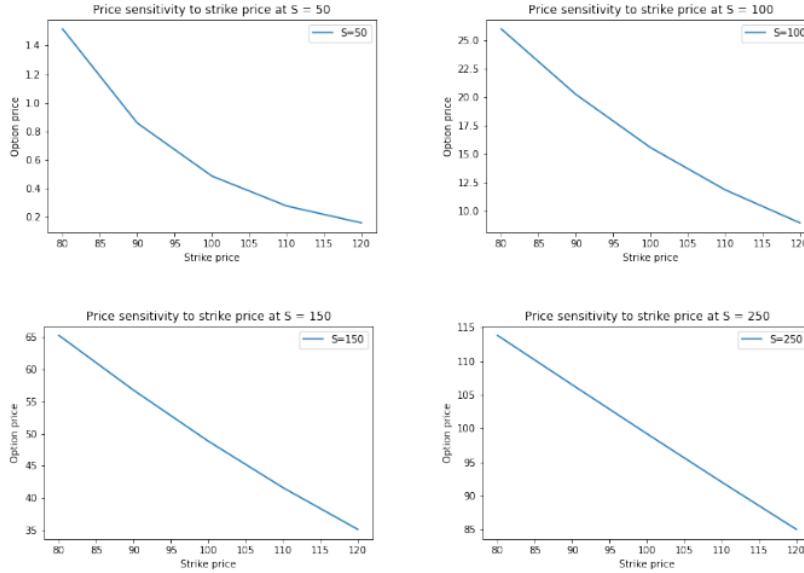 Price sensitivity to strike price at S = 50
S=50
1.4
1.2
1.0
0.8
0.6
0.4
0.2
Option price
80 85 90 95 100 105 110 115 120
Strike price
Price sensitivity to strike price at S = 100
S=100
25.0
22.5
20.0
17.5
15.0
12.5
10.0
Option price
80 85 90 95 100 105 110 115 120
Strike price
Price sensitivity to strike price at S = 150
S=150
65
60
55
50
45
40
35
Option price
80 85 90 95 100 105 110 115 120
Strike price
Price sensitivity to strike price at S = 250
S=250
115
110
105
100
95
90
85
Option price
80 85 90 95 100 105 110 115 120
Strike price